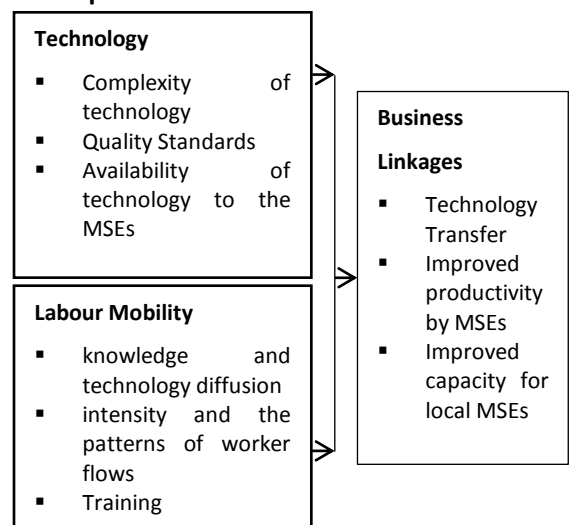 Technology
▪ Complexity of
technology
▪ Quality Standards
▪ Availability of
technology to the
MSEs
Labour Mobility
▪ knowledge and
technology diffusion
▪ intensity and the
patterns of worker
flows
▪ Training
Business
Linkages
▪ Technology
Transfer
▪ Improved
productivity
by MSEs
▪ Improved
capacity for
local MSEs